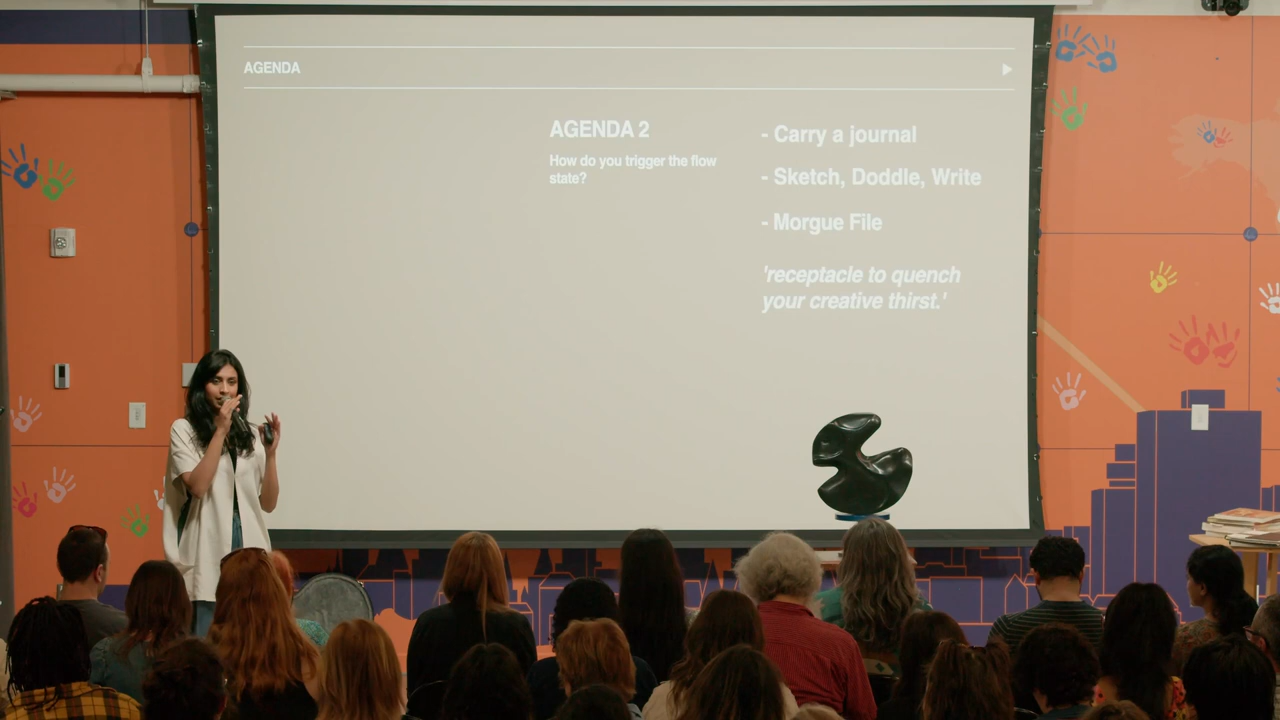 AGENDA
AGENDA 2
How do you trigger the flow
state?
- Carry a journal
- Sketch, Doddle, Write
- Morgue File
'receptacle to quench
your creative thirst.'